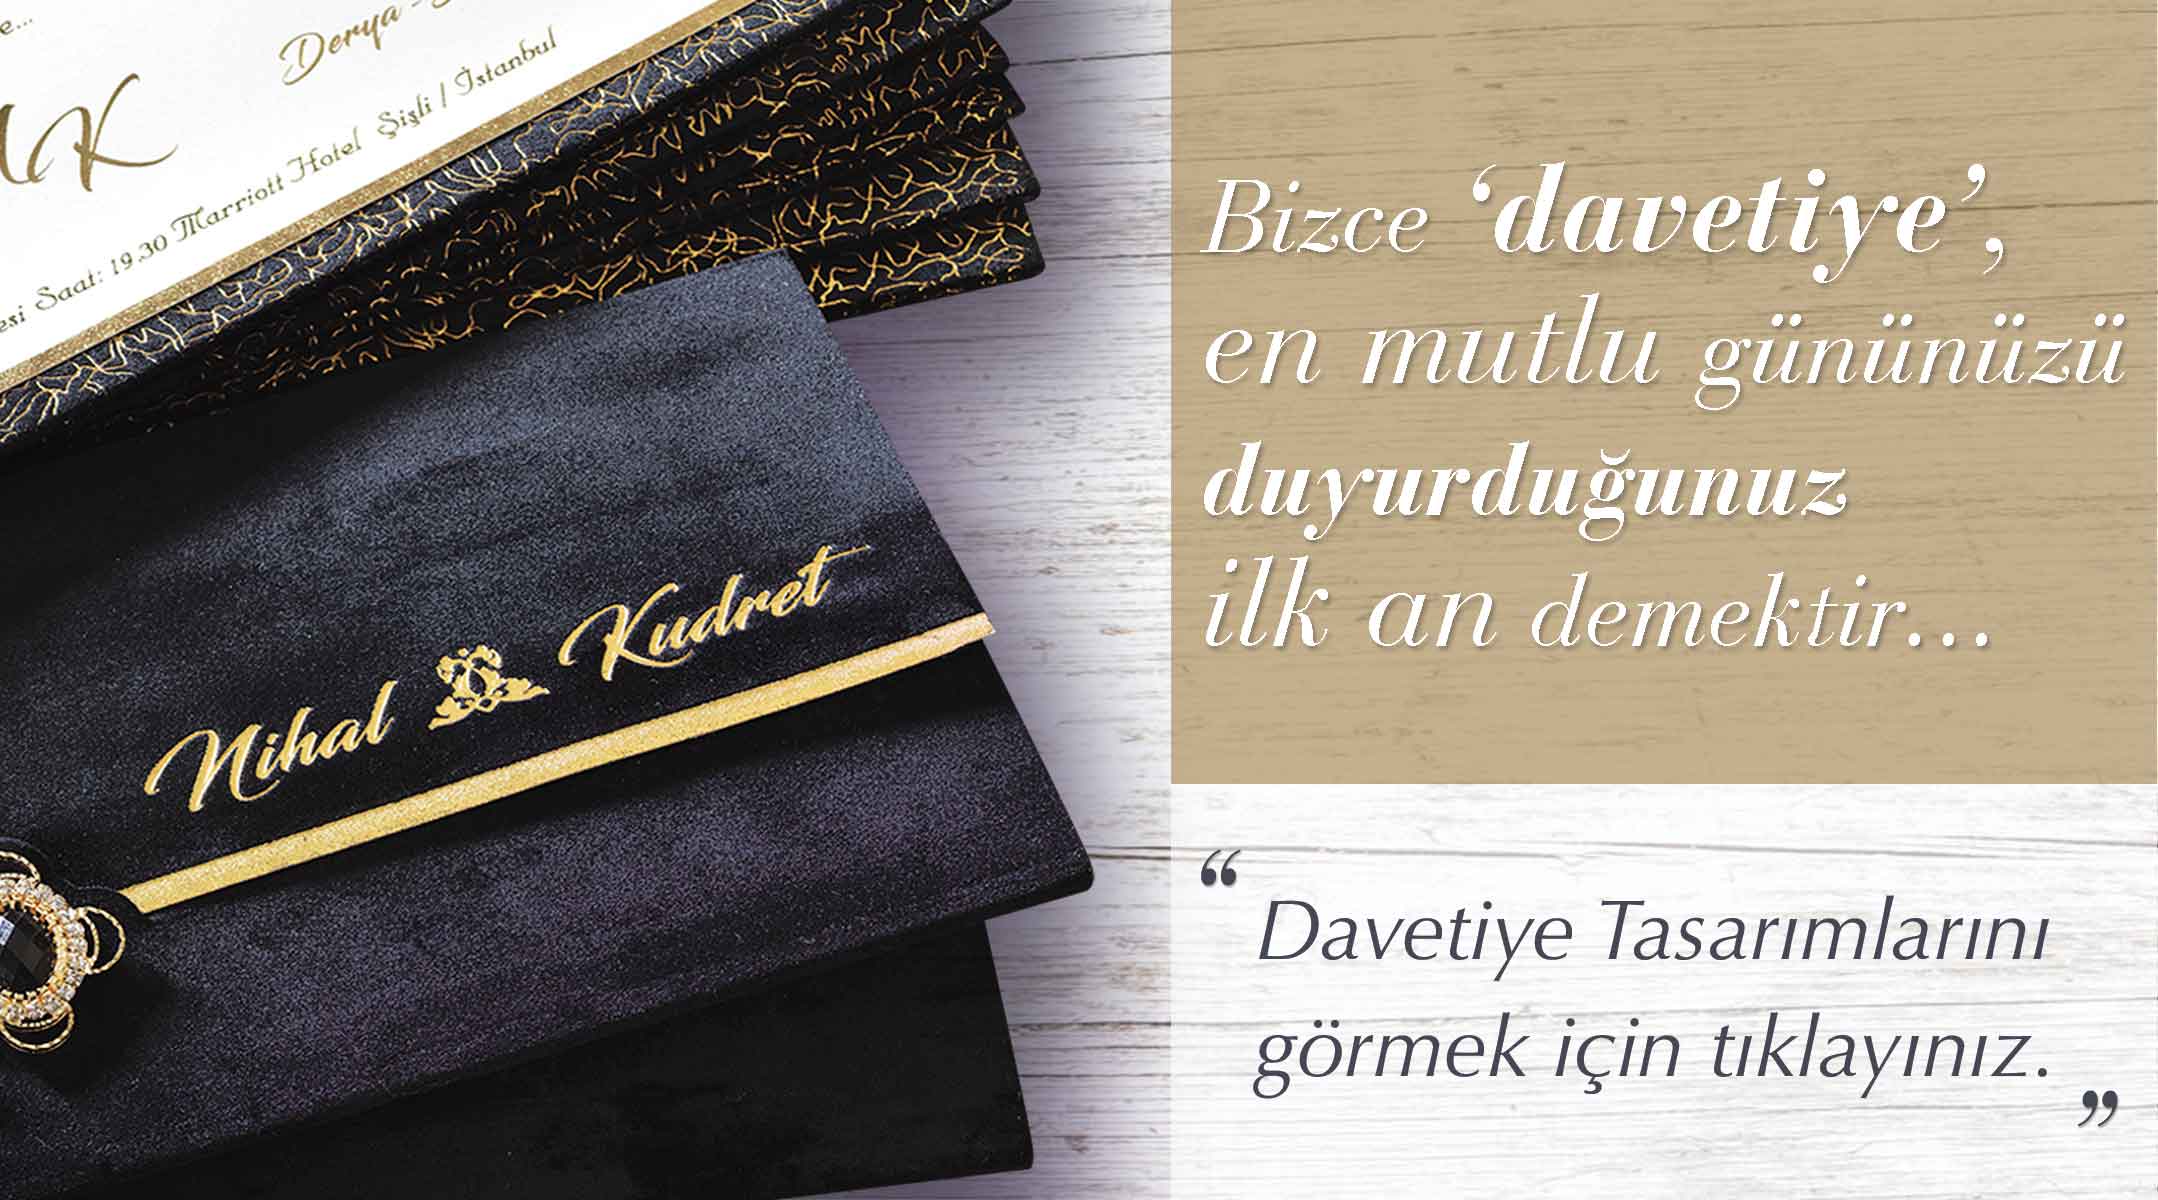 Derya
K
esi Saat: 19.30 Marriott Hotel Şişli / İstanbul
Nihal Kudret
Bizce ‘davetiye’,
en mutlu gününüzü
duyurduğunuz
ilk an demektir...
“Davetiye Tasarımlarını
görmek için tıklayınız.”